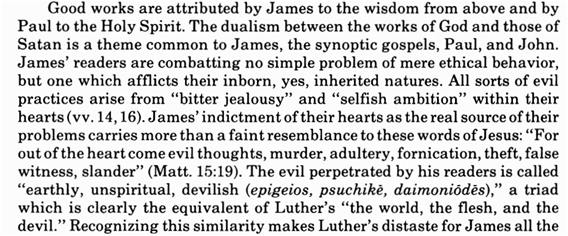 Good works are attributed by James to the wisdom from above and by
Paul to the Holy Spirit. The dualism between the works of God and those of
Satan is a theme common to James, the synoptic gospels, Paul, and John.
James’ readers are combatting no simple problem of mere ethical behavior,
but one which afflicts their inborn, yes, inherited natures. All sorts of evil
practices arise from “bitter jealousy” and “selfish ambition” within their
hearts (vv. 14, 16). James’ indictment of their hearts as the real source of their
problems carries more than a faint resemblance to these words of Jesus: “For
out of the heart come evil thoughts, murder, adultery, fornication, theft, false
witness, slander” (Matt. 15:19). The evil perpetrated by his readers is called
“earthly, unspiritual, devilish (epigeios, psuchikē, daimoniōdēs),” a triad
which is clearly the equivalent of Luther’s “the world, the flesh, and the
devil.” Recognizing this similarity makes Luther’s distaste for James all the